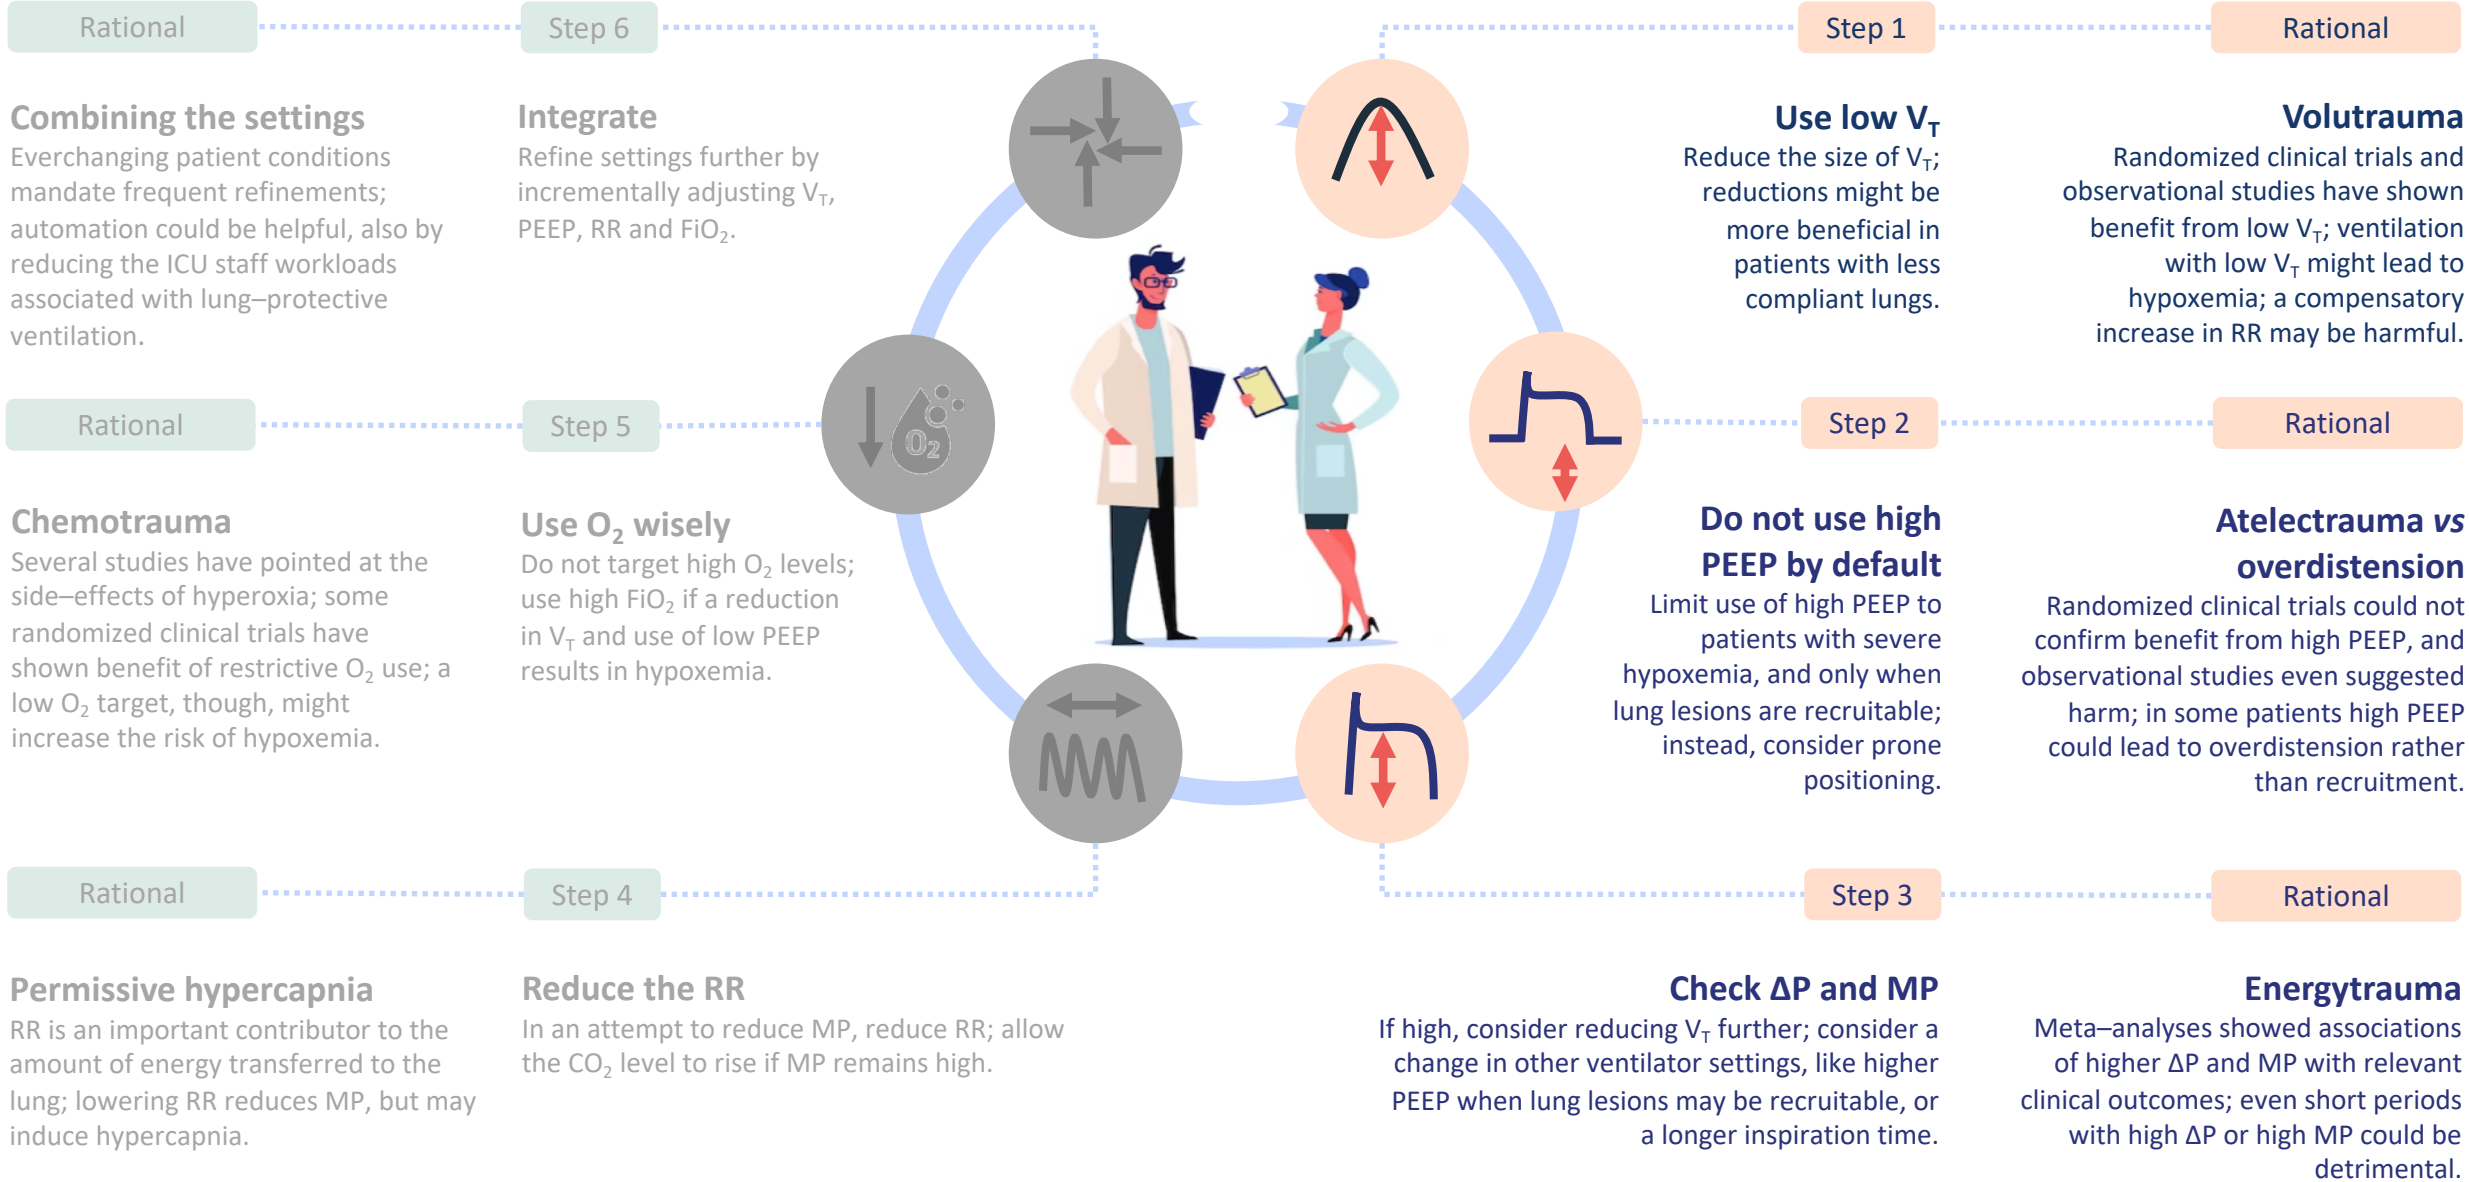 Rational
Step 6
Step 1
Rational
Combining the settings
Everchanging patient conditions
mandate frequent refinements;
automation could be helpful, also by
reducing the ICU staff workloads
associated with lung–protective
ventilation.
Integrate
Refine settings further by
incrementally adjusting V_T,
PEEP, RR and FiO₂.
Use low V_T
Reduce the size of V_T;
reductions might be
more beneficial in
patients with less
compliant lungs.
Volutrauma
Randomized clinical trials and
observational studies have shown
benefit from low V_T; ventilation
with low V_T might lead to
hypoxemia; a compensatory
increase in RR may be harmful.
Rational
Step 5
O₂
Step 2
Rational
Chemotrauma
Several studies have pointed at the
side–effects of hyperoxia; some
randomized clinical trials have
shown benefit of restrictive O₂ use; a
low O₂ target, though, might
increase the risk of hypoxemia.
Use O₂ wisely
Do not target high O₂ levels;
use high FiO₂ if a reduction
in V_T and use of low PEEP
results in hypoxemia.
Do not use high
PEEP by default
Limit use of high PEEP to
patients with severe
hypoxemia, and only when
lung lesions are recruitable;
instead, consider prone
positioning.
Atelectrauma vs
overdistension
Randomized clinical trials could not
confirm benefit from high PEEP, and
observational studies even suggested
harm; in some patients high PEEP
could lead to overdistension rather
than recruitment.
Rational
Step 4
Step 3
Rational
Permissive hypercapnia
RR is an important contributor to the
amount of energy transferred to the
lung; lowering RR reduces MP, but may
induce hypercapnia.
Reduce the RR
In an attempt to reduce MP, reduce RR; allow
the CO₂ level to rise if MP remains high.
Check ΔP and MP
If high, consider reducing V_T further; consider a
change in other ventilator settings, like higher
PEEP when lung lesions may be recruitable, or
a longer inspiration time.
Energytrauma
Meta–analyses showed associations
of higher ΔP and MP with relevant
clinical outcomes; even short periods
with high ΔP or high MP could be
detrimental.